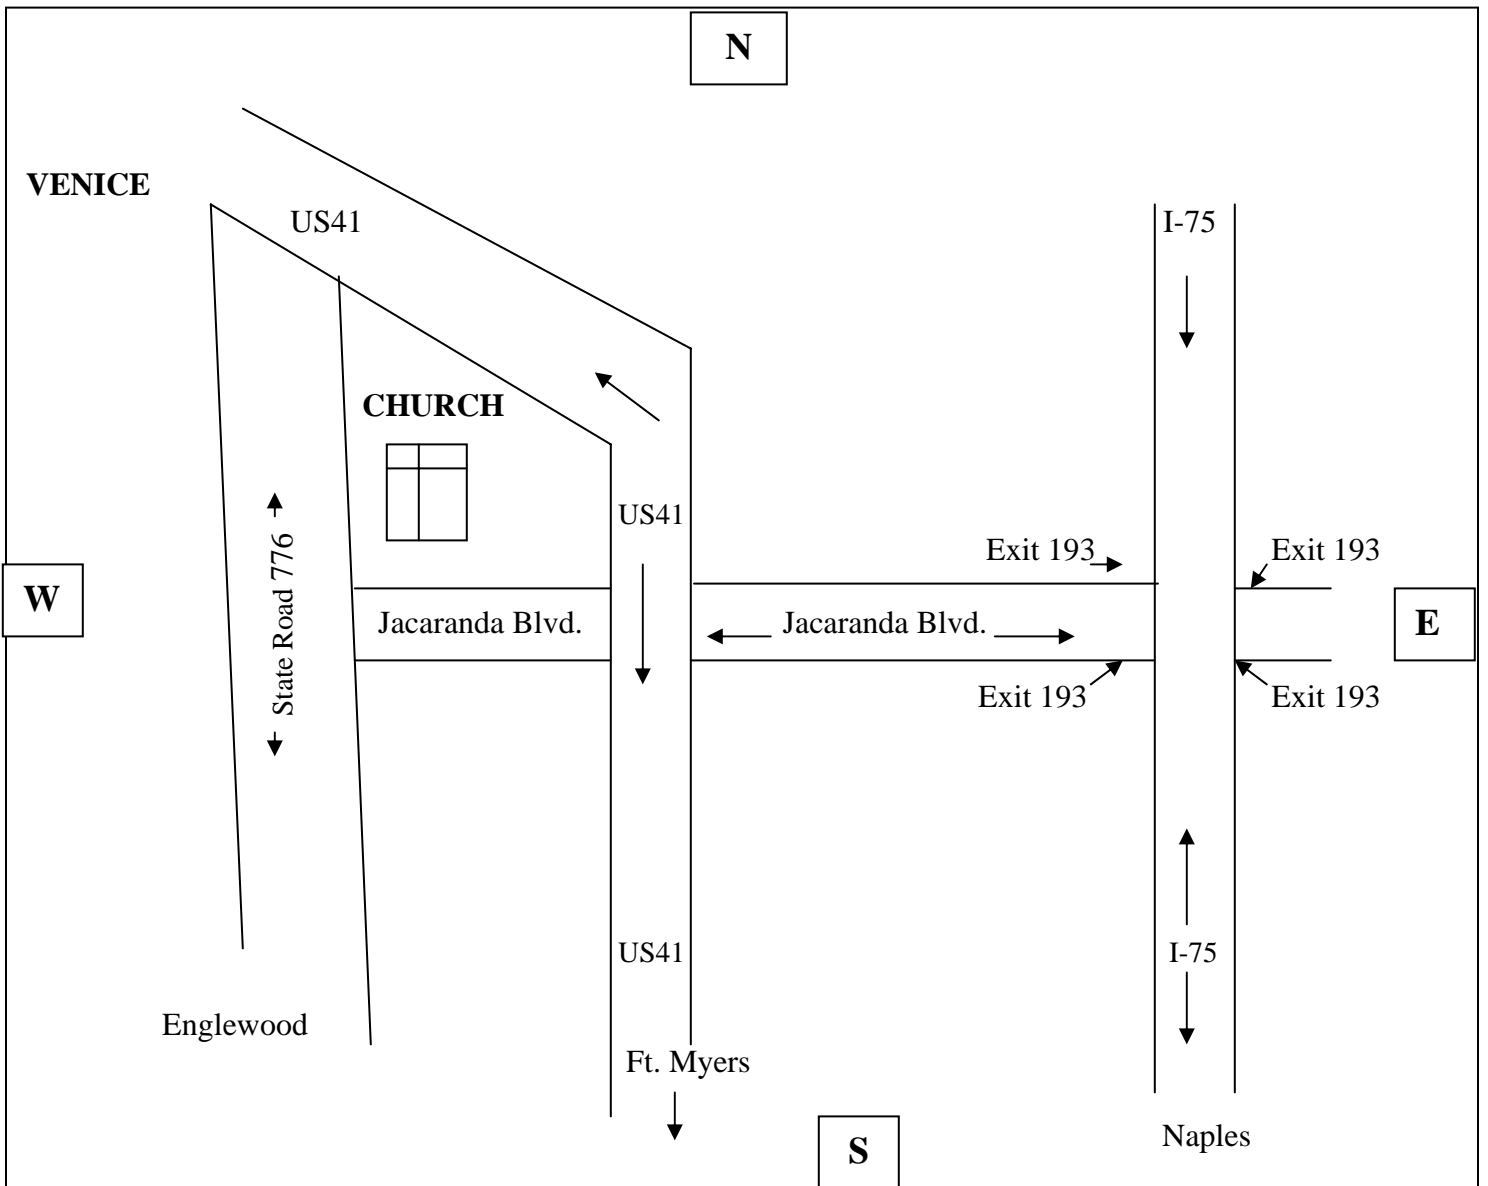 N
VENICE
US41
I-75
CHURCH
US41
Exit 193
Exit 193
W
State Road 776
Jacaranda Blvd.
Jacaranda Blvd.
E
Exit 193
Exit 193
US41
I-75
Englewood
Ft. Myers
Naples
S